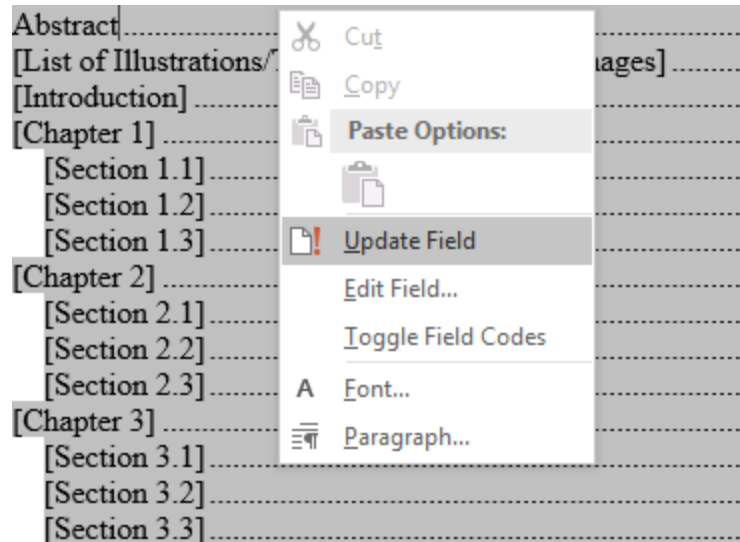 Abstract
[List of Illustrations/
ages]
[Introduction]
[Chapter 1]
[Section 1.1]
[Section 1.2]
[Section 1.3]
[Chapter 2]
[Section 2.1]
[Section 2.2]
[Section 2.3]
[Chapter 3]
[Section 3.1]
[Section 3.2]
[Section 3.3]
Cut
Copy
Paste Options:
Update Field
Edit Field...
Toggle Field Codes
A Font...
Paragraph...